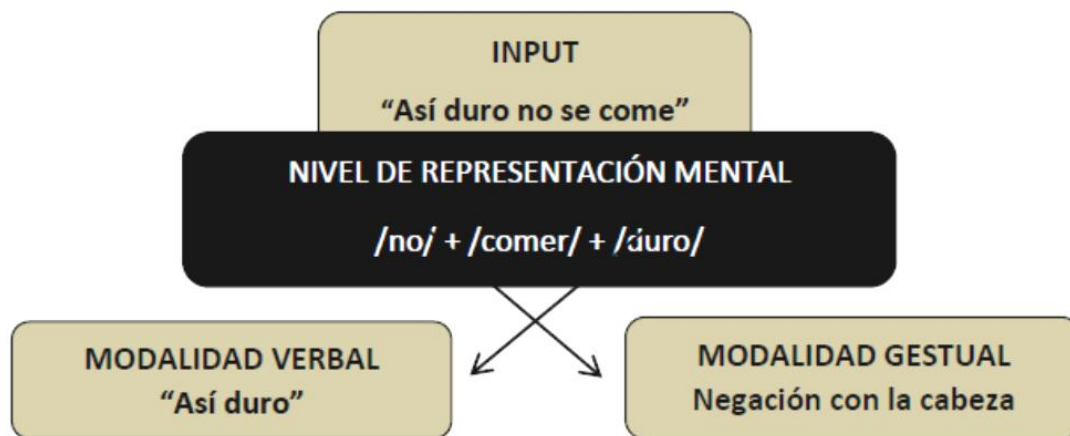 INPUT
“Así duro no se come”
NIVEL DE REPRESENTACIÓN MENTAL
/no/ + /comer/ + /duro/
MODALIDAD VERBAL
“Así duro”
MODALIDAD GESTUAL
Negación con la cabeza